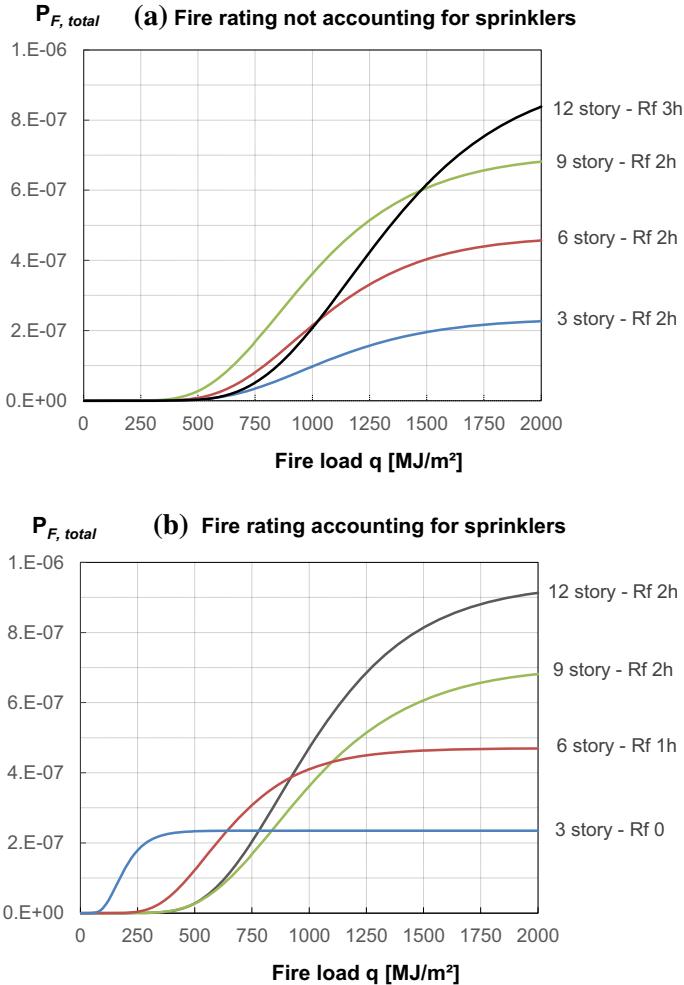 P_F, total (a) Fire rating not accounting for sprinklers
1.E-06
8.E-07
6.E-07
4.E-07
2.E-07
0.E+00
12 story - Rf 3h
9 story - Rf 2h
6 story - Rf 2h
3 story - Rf 2h
0 250 500 750 1000 1250 1500 1750 2000
Fire load q [MJ/m²]
P_F, total (b) Fire rating accounting for sprinklers
1.E-06
8.E-07
6.E-07
4.E-07
2.E-07
0.E+00
12 story - Rf 2h
9 story - Rf 2h
6 story - Rf 1h
3 story - Rf 0
0 250 500 750 1000 1250 1500 1750 2000
Fire load q [MJ/m²]